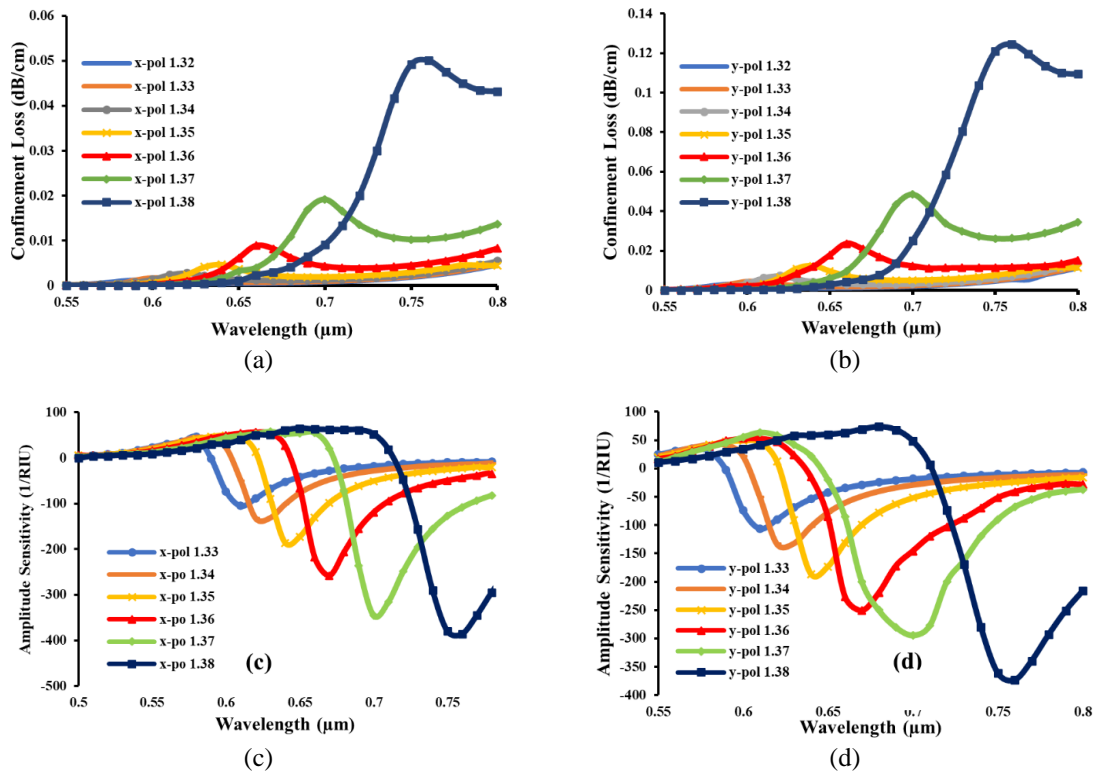 0.06
0.05
0.04
0.03
0.02
0.01
0
Confinement Loss (dB/cm)
x-pol 1.32
x-pol 1.33
x-pol 1.34
x-pol 1.35
x-pol 1.36
x-pol 1.37
x-pol 1.38
0.55 0.6 0.65 0.7 0.75 0.8
Wavelength (µm)
(a)
0.14
0.12
0.10
0.08
0.06
0.04
0.02
0
Confinement Loss (dB/cm)
y-pol 1.32
y-pol 1.33
y-pol 1.34
y-pol 1.35
y-pol 1.36
y-pol 1.37
y-pol 1.38
0.55 0.6 0.65 0.7 0.75 0.8
Wavelength (µm)
(b)
100
0
-100
-200
-300
-400
-500
Amplitude Sensitivity (1/RIU)
x-pol 1.33
x-po 1.34
x-po 1.35
x-po 1.36
x-po 1.37
x-po 1.38
(c)
0.5 0.55 0.6 0.65 0.7 0.75
Wavelength (µm)
(c)
100
50
0
-50
-100
-150
-200
-250
-300
-350
-400
Amplitude Sensitivity (1/RIU)
y-pol 1.33
y-pol 1.34
y-pol 1.35
y-pol 1.36
y-pol 1.37
y-pol 1.38
(d)
0.55 0.6 0.65 0.7 0.75 0.8
Wavelength (µm)
(d)